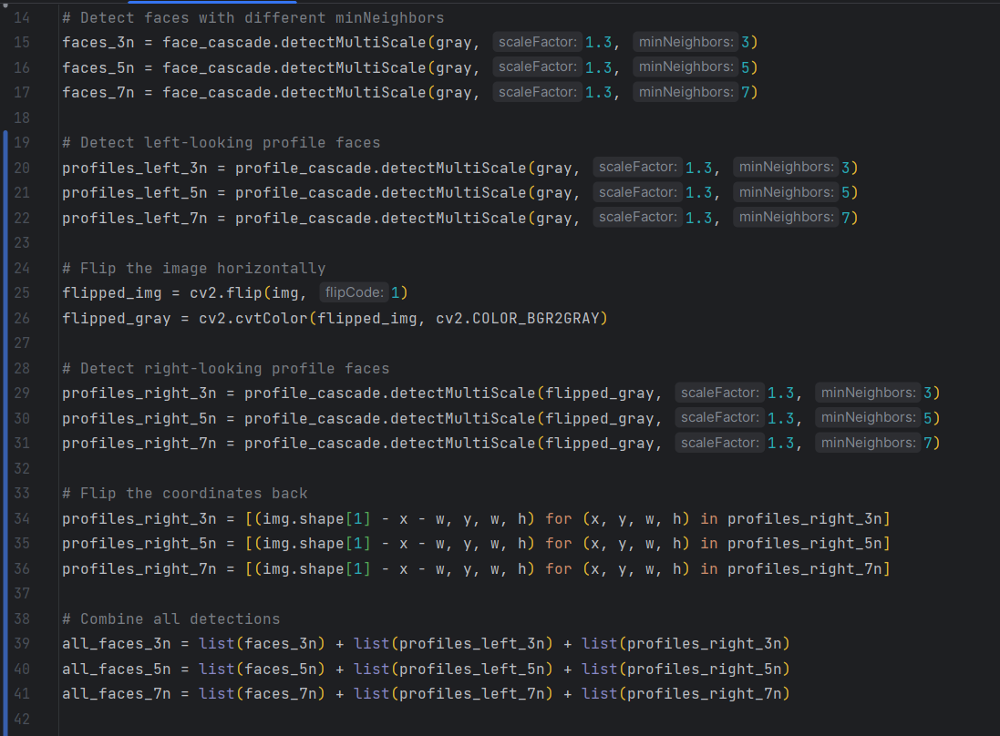 14 # Detect faces with different minNeighbors
15 faces_3n = face_cascade.detectMultiScale(gray, scaleFactor: 1.3, minNeighbors: 3)
16 faces_5n = face_cascade.detectMultiScale(gray, scaleFactor: 1.3, minNeighbors: 5)
17 faces_7n = face_cascade.detectMultiScale(gray, scaleFactor: 1.3, minNeighbors: 7)
18
19 # Detect left-looking profile faces
20 profiles_left_3n = profile_cascade.detectMultiScale(gray, scaleFactor: 1.3, minNeighbors: 3)
21 profiles_left_5n = profile_cascade.detectMultiScale(gray, scaleFactor: 1.3, minNeighbors: 5)
22 profiles_left_7n = profile_cascade.detectMultiScale(gray, scaleFactor: 1.3, minNeighbors: 7)
23
24 # Flip the image horizontally
25 flipped_img = cv2.flip(img, flipCode: 1)
26 flipped_gray = cv2.cvtColor(flipped_img, cv2.COLOR_BGR2GRAY)
27
28 # Detect right-looking profile faces
29 profiles_right_3n = profile_cascade.detectMultiScale(flipped_gray, scaleFactor: 1.3, minNeighbors: 3)
30 profiles_right_5n = profile_cascade.detectMultiScale(flipped_gray, scaleFactor: 1.3, minNeighbors: 5)
31 profiles_right_7n = profile_cascade.detectMultiScale(flipped_gray, scaleFactor: 1.3, minNeighbors: 7)
32
33 # Flip the coordinates back
34 profiles_right_3n = [(img.shape[1] - x - w, y, w, h) for (x, y, w, h) in profiles_right_3n]
35 profiles_right_5n = [(img.shape[1] - x - w, y, w, h) for (x, y, w, h) in profiles_right_5n]
36 profiles_right_7n = [(img.shape[1] - x - w, y, w, h) for (x, y, w, h) in profiles_right_7n]
37
38 # Combine all detections
39 all_faces_3n = list(faces_3n) + list(profiles_left_3n) + list(profiles_right_3n)
40 all_faces_5n = list(faces_5n) + list(profiles_left_5n) + list(profiles_right_5n)
41 all_faces_7n = list(faces_7n) + list(profiles_left_7n) + list(profiles_right_7n)
42